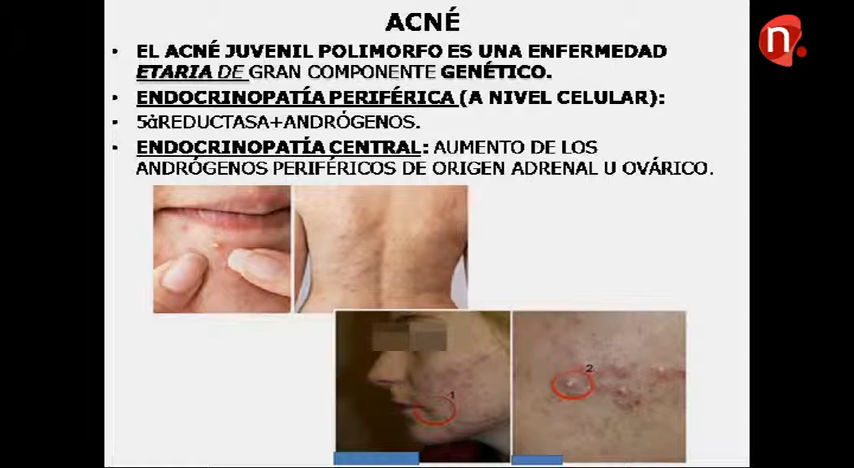 ACNÉ
• EL ACNÉ JUVENIL POLIMORFO ES UNA ENFERMEDAD
ETARIA DE GRAN COMPONENTE GENÉTICO.
• ENDOCRINOPATÍA PERIFÉRICA (A NIVEL CELULAR):
• 5άREDUCTASA+ANDRÓGENOS.
• ENDOCRINOPATÍA CENTRAL: AUMENTO DE LOS
ANDRÓGENOS PERIFÉRICOS DE ORIGEN ADRENAL U OVÁRICO.
n.
1
2